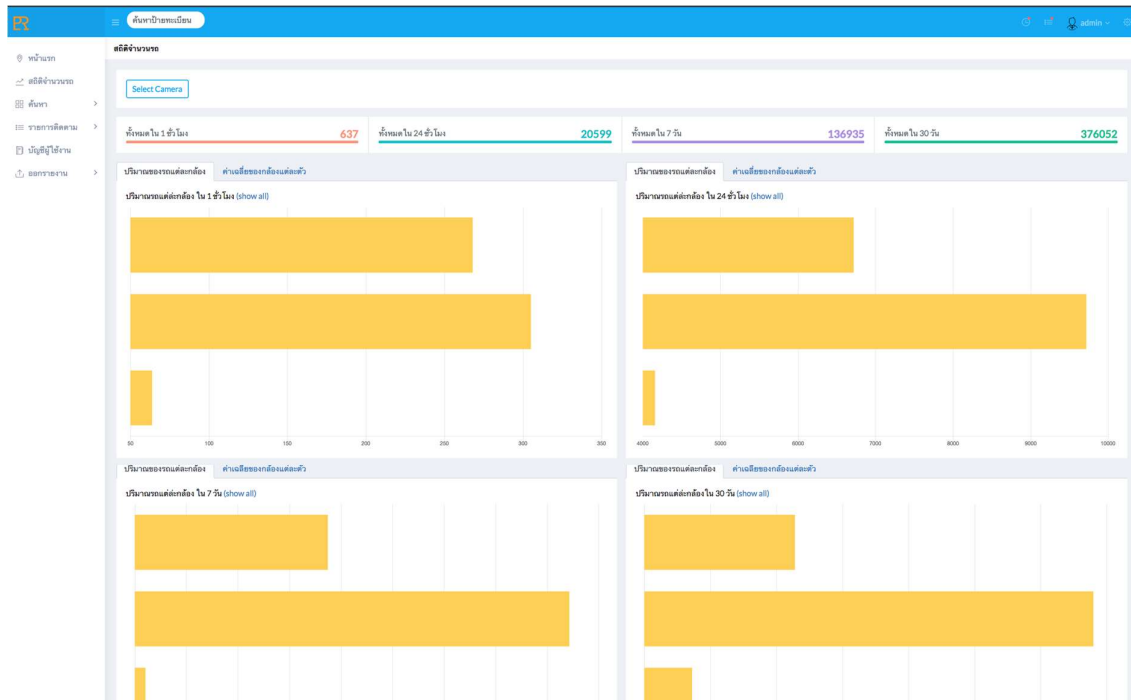 PR
ค้นหาป้ายทะเบียน
admin
หน้าแรก
สถิติจำนวนรถ
ค้นหา
รายการติดตาม
บัญชีผู้ใช้งาน
ออกรายงาน
สถิติจำนวนรถ
Select Camera
ทั้งหมด ใน 1 ชั่วโมง 637
ทั้งหมด ใน 24 ชั่วโมง 20599
ทั้งหมด ใน 7 วัน 136935
ทั้งหมด ใน 30 วัน 376052
ปริมาณของรถแต่ละกล้อง ค่าเฉลี่ยของกล้องแต่ละตัว
ปริมาณรถแต่ล่ะกล้อง ใน 1 ชั่วโมง (show all)
50 100 150 200 250 300 350
ปริมาณของรถแต่ละกล้อง ค่าเฉลี่ยของกล้องแต่ละตัว
ปริมาณรถแต่ล่ะกล้อง ใน 24 ชั่วโมง (show all)
4000 5000 6000 7000 8000 9000 10000
ปริมาณของรถแต่ละกล้อง ค่าเฉลี่ยของกล้องแต่ละตัว
ปริมาณรถแต่ล่ะกล้อง ใน 7 วัน (show all)
ปริมาณของรถแต่ละกล้อง ค่าเฉลี่ยของกล้องแต่ละตัว
ปริมาณรถแต่ล่ะกล้อง ใน 30 วัน (show all)